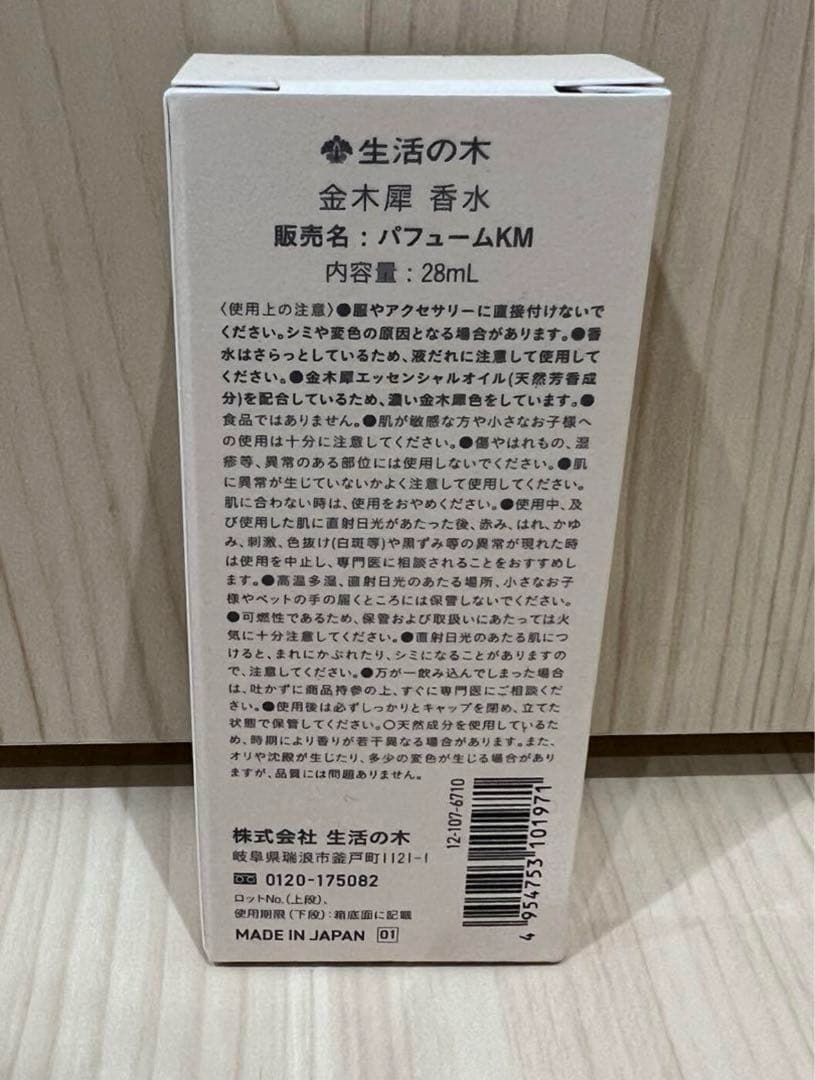 生活の木
金木犀 香水
販売名：パフュームKM
内容量：28mL
〈使用上の注意〉●服やアクセサリーに直接付けないで
ください。シミや変色の原因となる場合があります。●香
水はさらっとしているため、液だれに注意して使用して
ください。●金木犀エッセンシャルオイル(天然芳香成
分)を配合しているため、濃い金木犀色をしています。●
食品ではありません。●肌が敏感な方や小さなお子様へ
の使用は十分に注意してください。●傷やはれもの、湿
疹等、異常のある部位には使用しないでください。●肌
に異常が生じていないかよく注意して使用してください。
肌に合わない時は、使用をおやめください。●使用中、及
び使用した肌に直射日光があたった後、赤み、はれ、かゆ
み、刺激、色抜け(白斑等)や黒ずみ等の異常が現れた時
は使用を中止し、専門医に相談されることをおすすめし
ます。●高温多湿、直射日光のあたる場所、小さなお子
様やペットの手の届くところには保管しないでください。
●可燃性であるため、保管および取扱いにあたっては火
気に十分注意してください。●直射日光のあたる肌につ
けると、まれにかぶれたり、シミになることがありますの
で、注意してください。●万が一飲み込んでしまった場合
は、吐かずに商品持参の上、すぐに専門医にご相談くだ
さい。●使用後は必ずしっかりとキャップを閉め、立てた
状態で保管してください。○天然成分を使用しているた
め、時期により香りが若干異なる場合があります。また、
オリや沈殿が生じたり、多少の変色が生じる場合があり
ますが、品質には問題ありません。
株式会社 生活の木
岐阜県瑞浪市釜戸町1121-1
0120-175082
ロットNo.(上段)、
使用期限(下段)：箱底面に記載
MADE IN JAPAN 01
12-107-6710
4 954753 101971